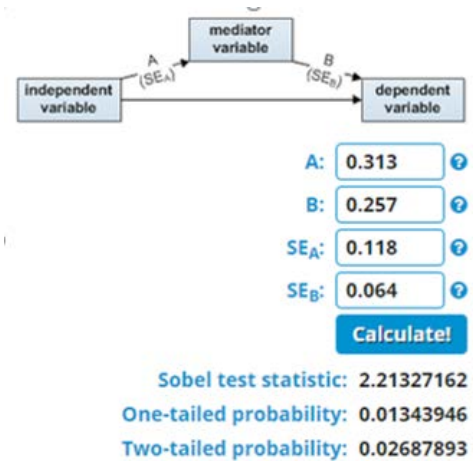 mediator
variable
A
(SEA)
B
(SEB)
independent
variable
dependent
variable
A: 0.313 ?
B: 0.257 ?
SEA: 0.118 ?
SEB: 0.064 ?
Calculate!
Sobel test statistic: 2.21327162
One-tailed probability: 0.01343946
Two-tailed probability: 0.02687893